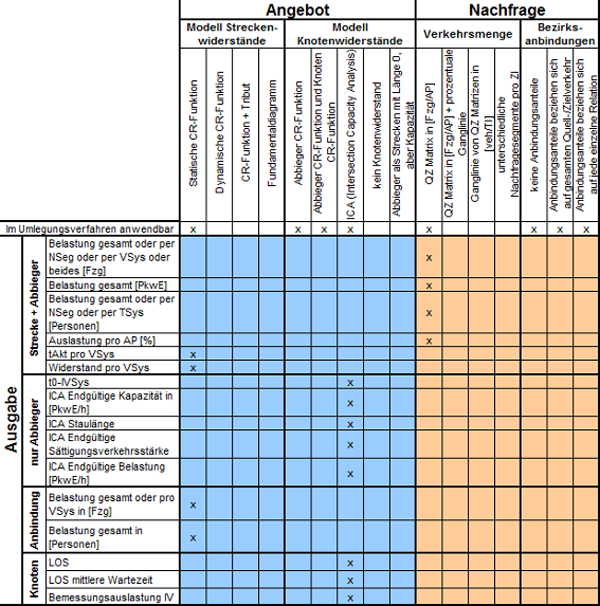 Angebot
Nachfrage
Modell Strecken-
widerstände
Modell
Knotenwiderstände
Verkehrsmenge
Bezirks-
anbindungen
Statische CR-Funktion
Dynamische CR-Funktion
CR-Funktion + Tribut
Fundamentaldiagramm
Abbieger CR-Funktion
Abbieger CR-Funktion und Knoten
CR-Funktion
ICA (Intersection Capacity Analysis)
kein Knotenwiderstand
Abbieger als Strecken mit Länge 0,
aber Kapazität
QZ Matrix in [Fzg/AP]
QZ Matrix in [Fzg/AP] + prozentuale
Ganglinie
Ganglinie von QZ Matrizen in
[veh/TI]
unterschiedliche
Nachfragesegmente pro ZI
keine Anbindungsanteile
Anbindungsanteile beziehen sich
auf gesamten Quell-/Zielverkehr
Anbindungsanteile beziehen sich
auf jede einzelne Relation
Im Umlegungsverfahren anwendbar x x x x x x x x
Ausgabe
Strecke + Abbieger
Belastung gesamt oder per
NSeg oder per VSys oder
beides [Fzg] x
Belastung gesamt [PkwE] x
Belastung gesamt oder per
NSeg oder per TSys
[Personen] x
Auslastung pro AP [%] x
tAkt pro VSys x
Widerstand pro VSys x
nur Abbieger
t0-IVSys x
ICA Endgültige Kapazität in
[PkwE/h] x
ICA Staulänge x
ICA Endgültige
Sättigungsverkehrsstärke x
ICA Endgültige Belastung
[PkwE/h] x
Anbindung
Belastung gesamt oder pro
VSys in [Fzg] x
Belastung gesamt in
[Personen] x
Knoten
LOS x
LOS mittlere Wartezeit x
Bemessungsauslastung IV x